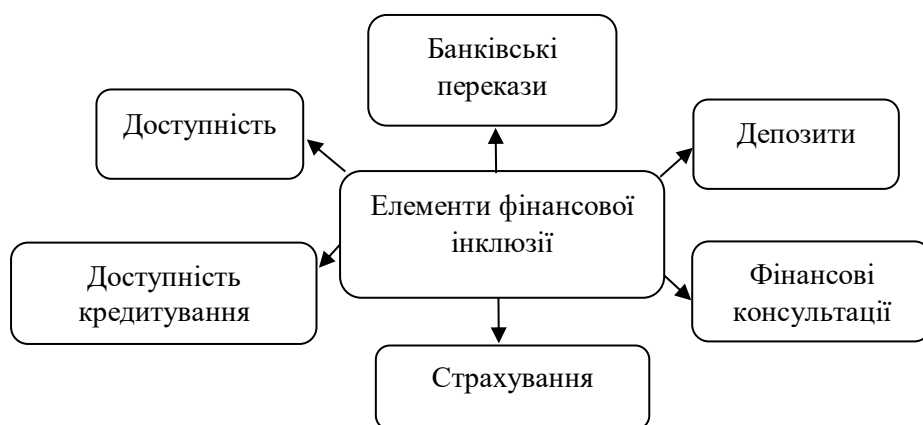 Банківські
перекази
Доступність
Депозити
Елементи фінансової
інклюзії
Доступність
кредитування
Фінансові
консультації
Страхування